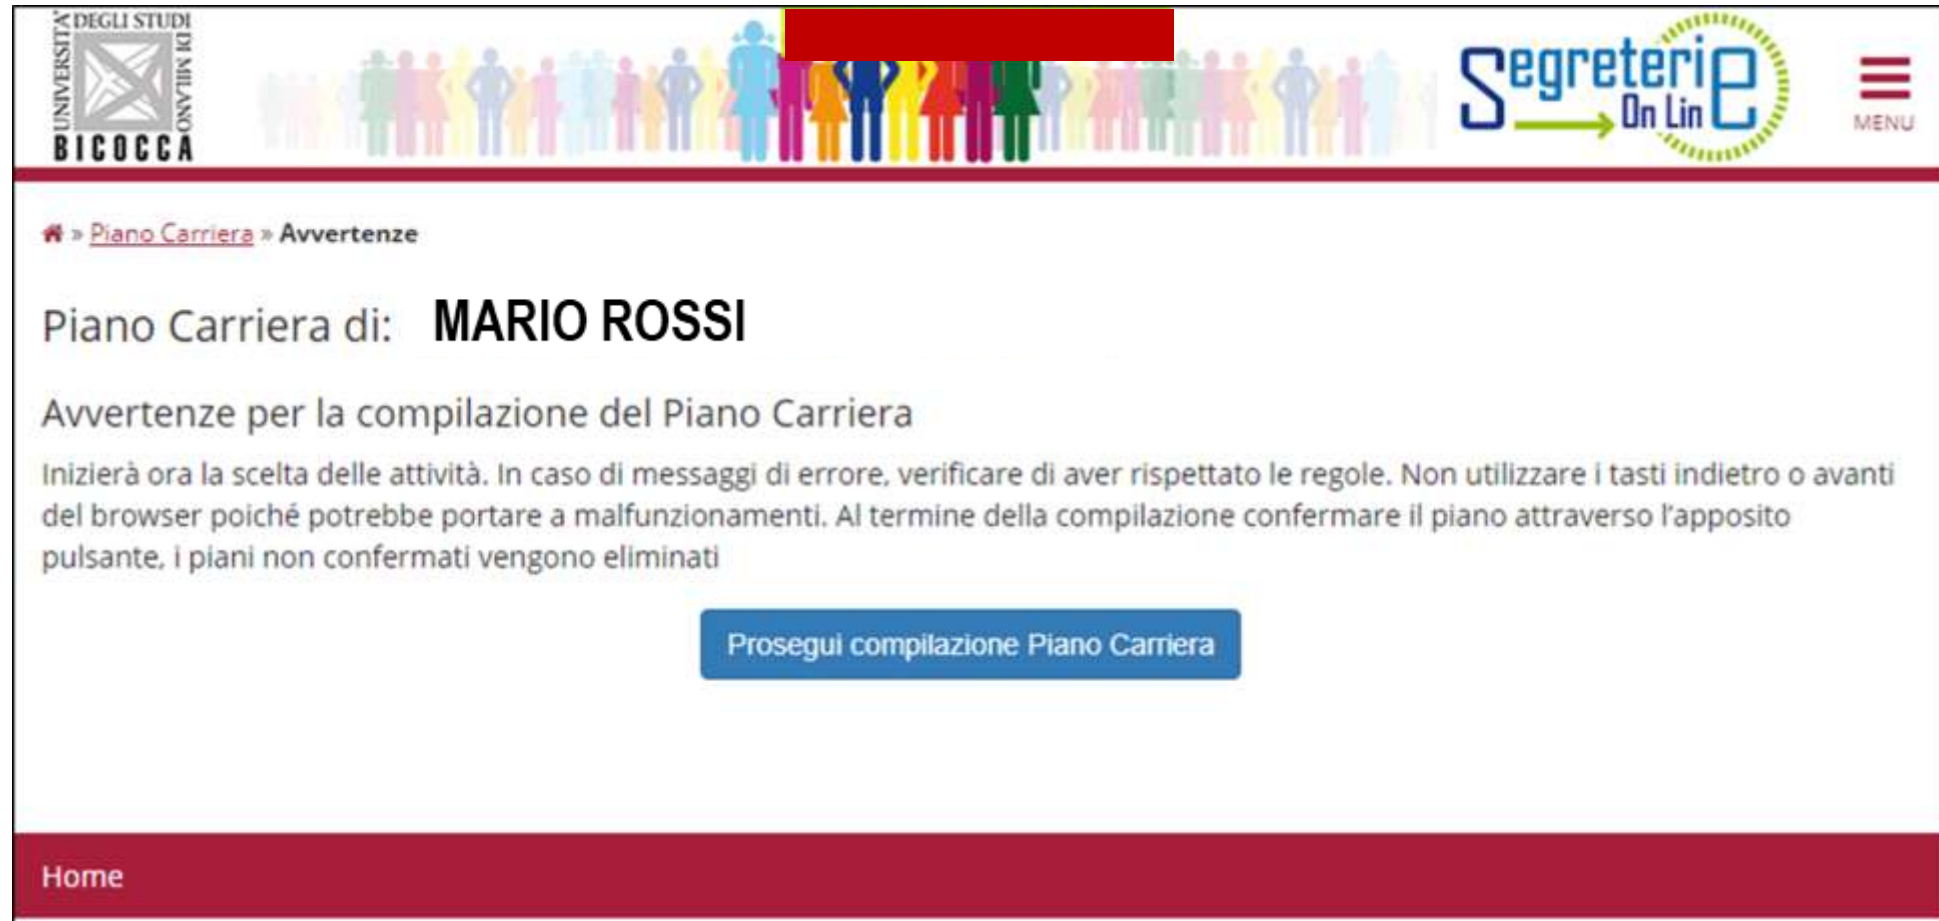 UNIVERSITÀ DEGLI STUDI DI MILANO
BICOCCA
Segreterie
On Line
MENU
» Piano Carriera » Avvertenze
Piano Carriera di: MARIO ROSSI
Avvertenze per la compilazione del Piano Carriera
Inizierà ora la scelta delle attività. In caso di messaggi di errore, verificare di aver rispettato le regole. Non utilizzare i tasti indietro o avanti
del browser poiché potrebbe portare a malfunzionamenti. Al termine della compilazione confermare il piano attraverso l’apposito
pulsante, i piani non confermati vengono eliminati
Prosegui compilazione Piano Carriera
Home